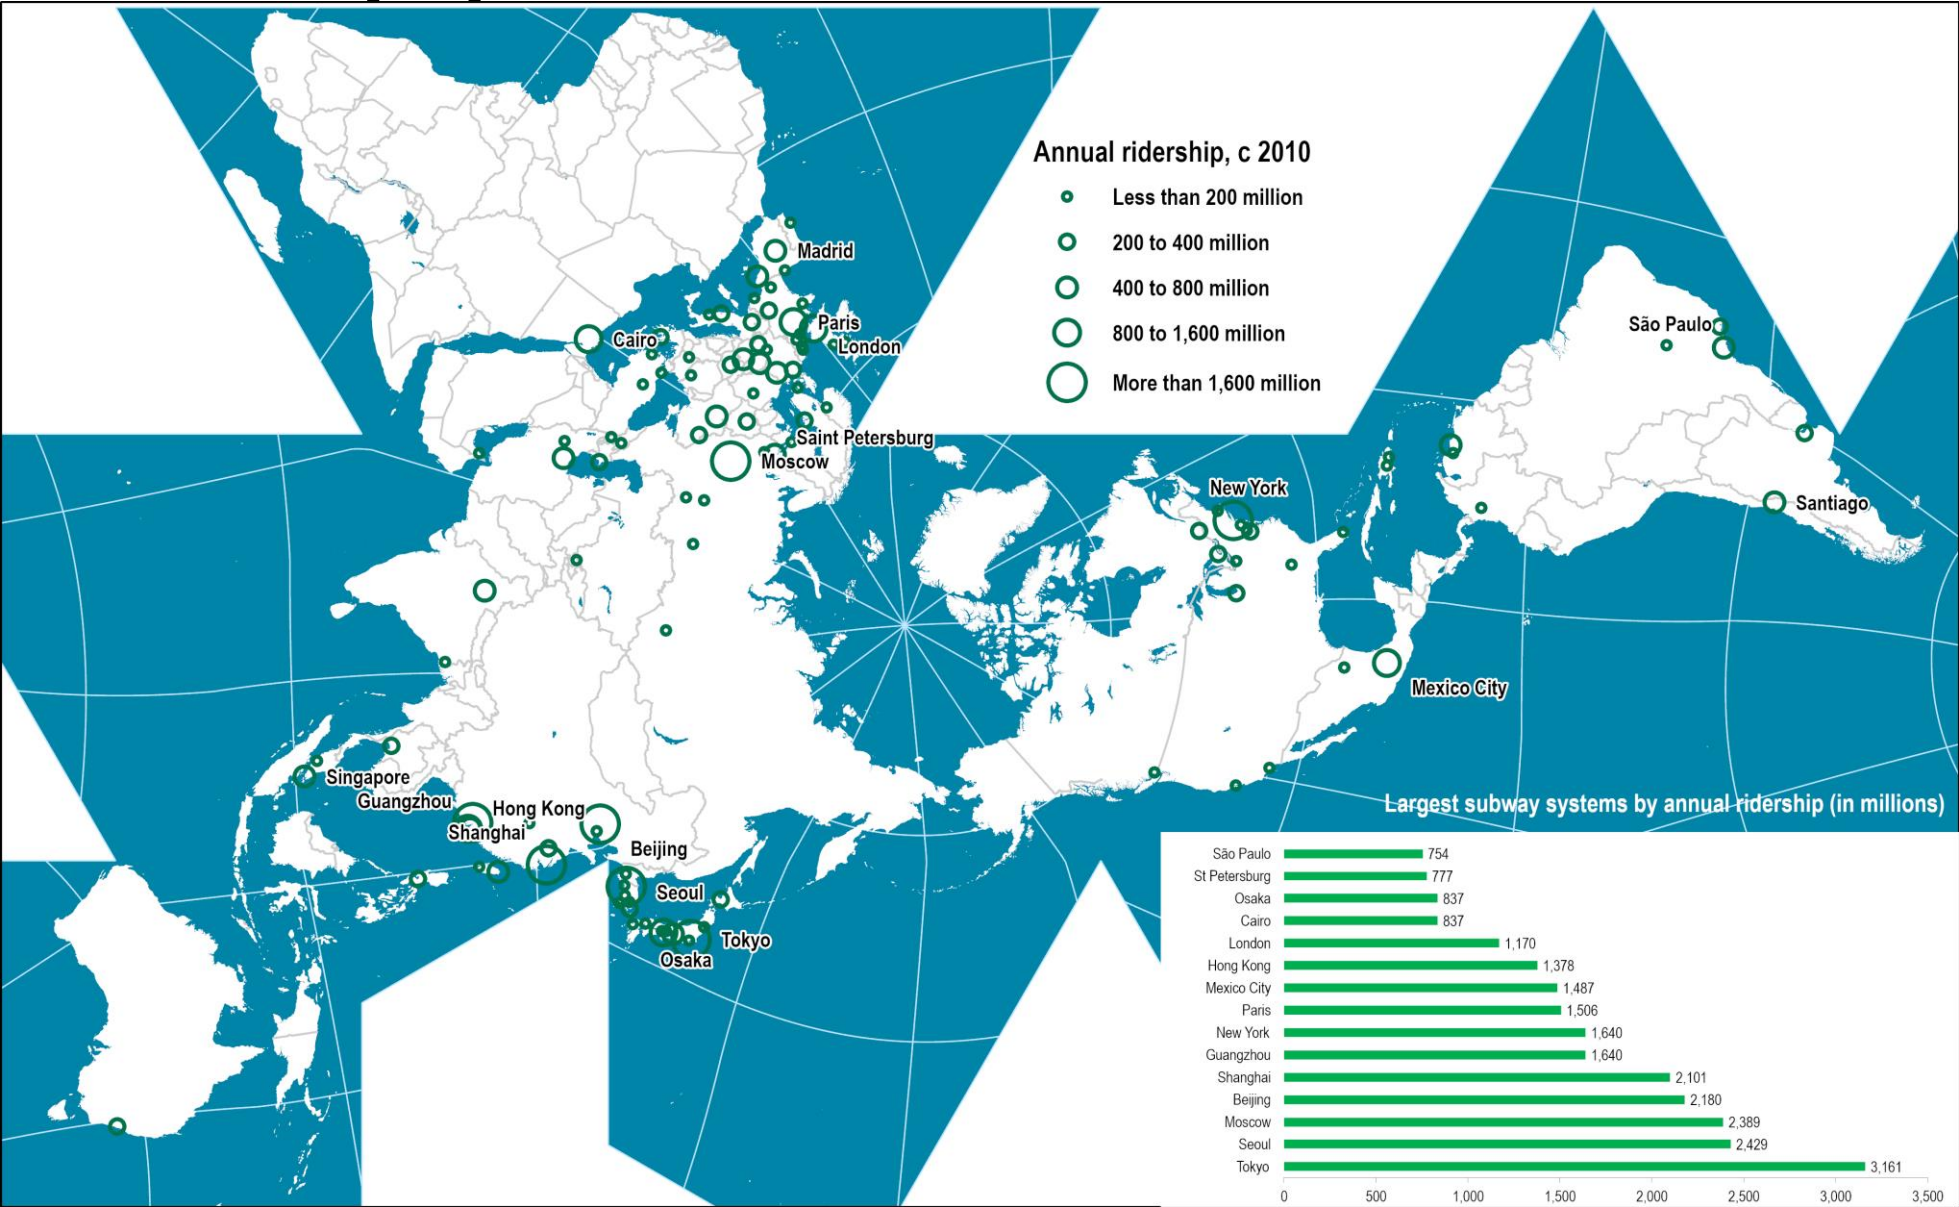 Annual ridership, c 2010
Less than 200 million
200 to 400 million
400 to 800 million
800 to 1,600 million
More than 1,600 million
Madrid
Paris
London
Cairo
Saint Petersburg
Moscow
São Paulo
Santiago
New York
Mexico City
Singapore
Guangzhou
Hong Kong
Shanghai
Beijing
Seoul
Tokyo
Osaka
Largest subway systems by annual ridership (in millions)
São Paulo 754
St Petersburg 777
Osaka 837
Cairo 837
London 1,170
Hong Kong 1,378
Mexico City 1,487
Paris 1,506
New York 1,640
Guangzhou 1,640
Shanghai 2,101
Beijing 2,180
Moscow 2,389
Seoul 2,429
Tokyo 3,161
0 500 1,000 1,500 2,000 2,500 3,000 3,500